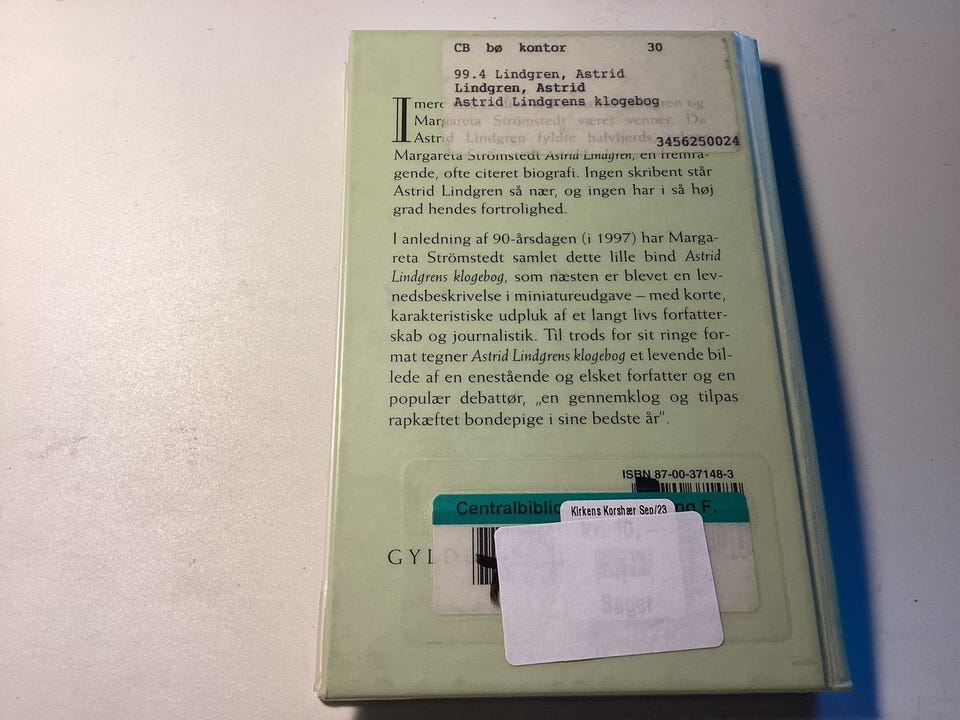 CB bø kontor 30
99.4 Lindgren, Astrid
Lindgren, Astrid
Astrid Lindgrens klogebog
3456250024
I mere
og
Strömstedt været venner. Da
Astrid Lindgren fyldte halvfjerds
Margareta Strömstedt Astrid Lindgren, en fremra-
gende, ofte citeret biografi. Ingen skribent står
Astrid Lindgren så nær, og ingen har i så høj
grad hendes fortrolighed.
I anledning af 90-årsdagen (i 1997) har Marga-
reta Strömstedt samlet dette lille bind Astrid
Lindgrens klogebog, som næsten er blevet en lev-
nedsbeskrivelse i miniatureudgave – med korte,
karakteristiske udpluk af et langt livs forfatter-
skab og journalistik. Til trods for sit ringe for-
mat tegner Astrid Lindgrens klogebog et levende bil-
lede af en enestående og elsket forfatter og en
populær debattør, „en gennemklog og tilpas
rapkæftet bondepige i sine bedste år“.
ISBN 87-00-37148-3
Centralbiblio F.
Kirkens Korshær Sep/23
kr. 10,-
Bøger
GYLD